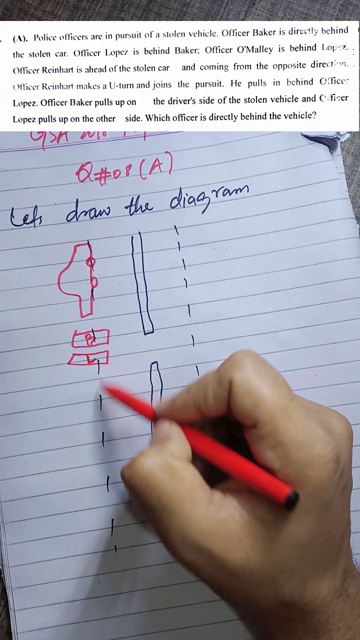 (A). Police officers are in pursuit of a stolen vehicle. Officer Baker is directly behind
the stolen car. Officer Lopez is behind Baker; Officer O'Malley is behind Lopez.
Officer Reinhart is ahead of the stolen car and coming from the opposite direction.
Officer Reinhart makes a U-turn and joins the pursuit. He pulls in behind Officer
Lopez. Officer Baker pulls up on the driver's side of the stolen vehicle and Officer
Lopez pulls up on the other side. Which officer is directly behind the vehicle?
Q#08 (A)
Lets draw the diagram
B
L